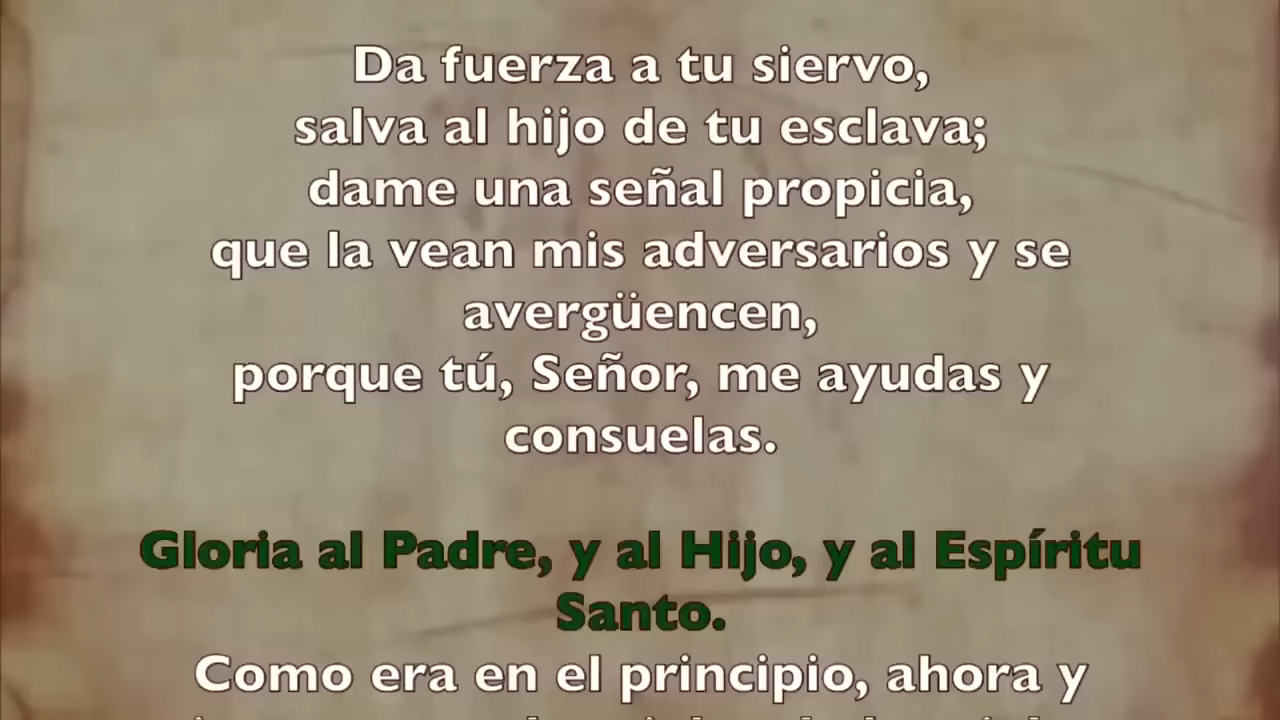 Da fuerza a tu siervo,
salva al hijo de tu esclava;
dame una señal propicia,
que la vean mis adversarios y se
avergüencen,
porque tú, Señor, me ayudas y
consuelas.
Gloria al Padre, y al Hijo, y al Espíritu
Santo.
Como era en el principio, ahora y